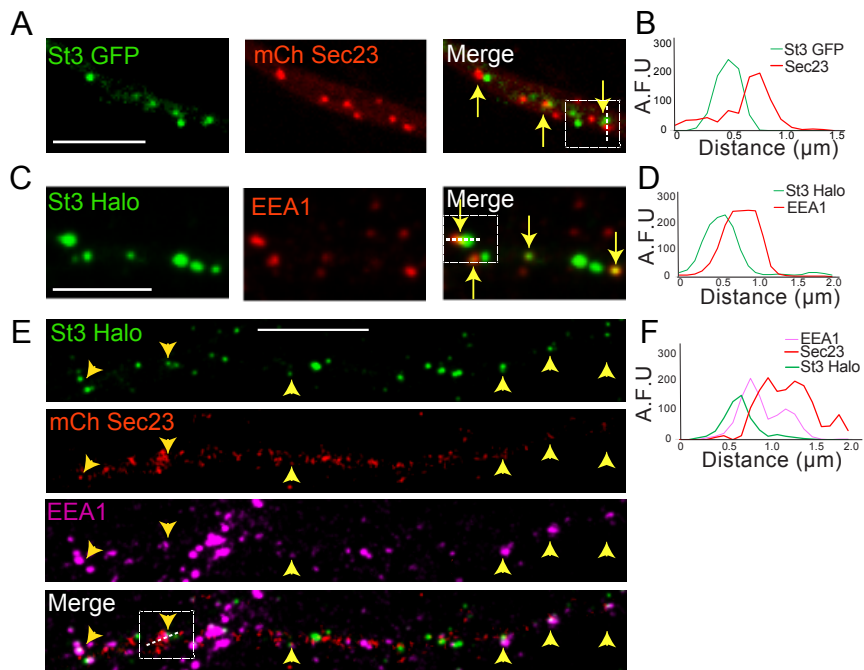 A
St3 GFP
mCh Sec23
Merge
B
St3 GFP
Sec23
A.F.U
300
200
100
0
0
0.5
1.0
1.5
Distance (µm)
C
St3 Halo
EEA1
Merge
D
St3 Halo
EEA1
A.F.U
300
200
100
0
0
0.5
1.0
1.5
2.0
Distance (µm)
E
St3 Halo
mCh Sec23
EEA1
Merge
F
EEA1
Sec23
St3 Halo
A.F.U
300
200
100
0
0
0.5
1.0
1.5
2.0
Distance (µm)